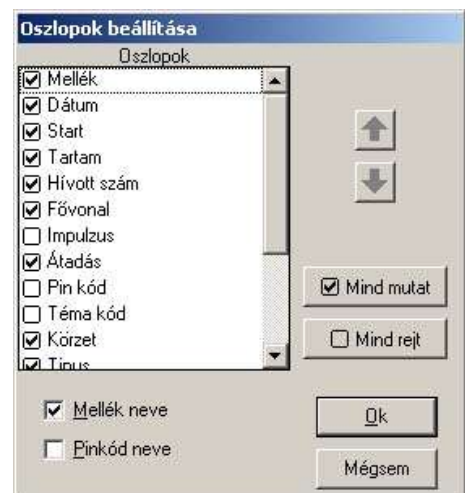 Oszlopok beállítása
Oszlopok
Mellék
Dátum
Start
Tartam
Hívott szám
Fővonal
Impulzus
Átadás
Pin kód
Téma kód
Körzet
Tipus
Mind mutat
Mind rejt
Mellék neve
Pinkód neve
Ok
Mégsem